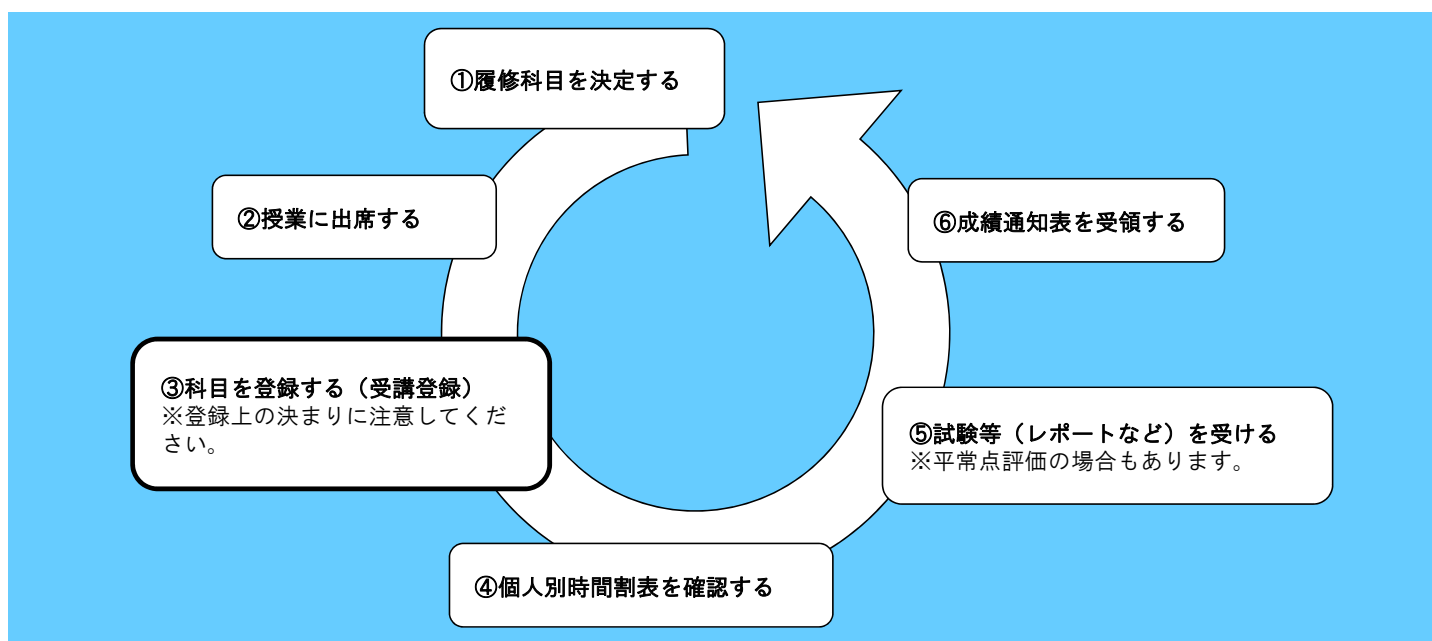 ①履修科目を決定する
②授業に出席する
③科目を登録する（受講登録）
※登録上の決まりに注意してくだ
さい。
④個人別時間割表を確認する
⑤試験等（レポートなど）を受ける
※平常点評価の場合もあります。
⑥成績通知表を受領する